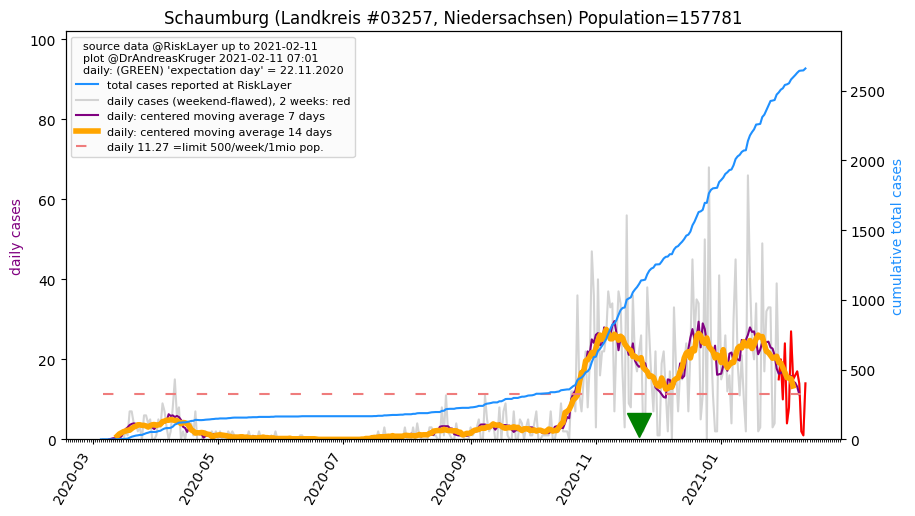 Schaumburg (Landkreis #03257, Niedersachsen) Population=157781
source data @RiskLayer up to 2021-02-11
plot @DrAndreasKruger 2021-02-11 07:01
daily: (GREEN) 'expectation day' = 22.11.2020
total cases reported at RiskLayer
daily cases (weekend-flawed), 2 weeks: red
daily: centered moving average 7 days
daily: centered moving average 14 days
daily 11.27 =limit 500/week/1mio pop.
daily cases
100
80
60
40
20
0
cumulative total cases
2500
2000
1500
1000
500
0
2020-03
2020-05
2020-07
2020-09
2020-11
2021-01